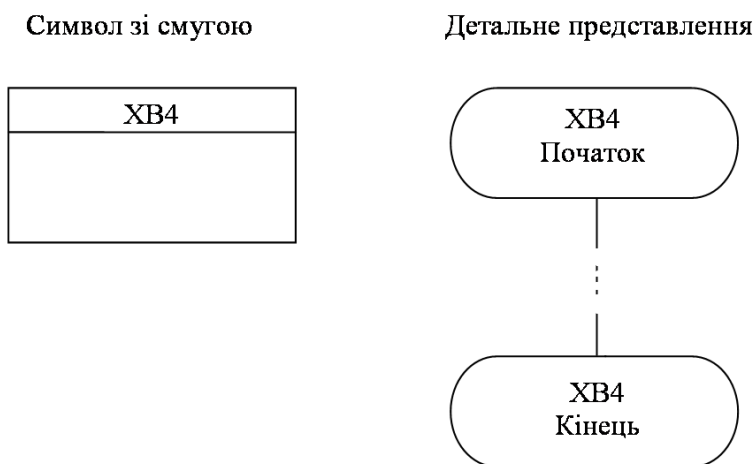 Символ зі смугою
Детальне представлення
ХВ4
ХВ4
Початок
ХВ4
Кінець